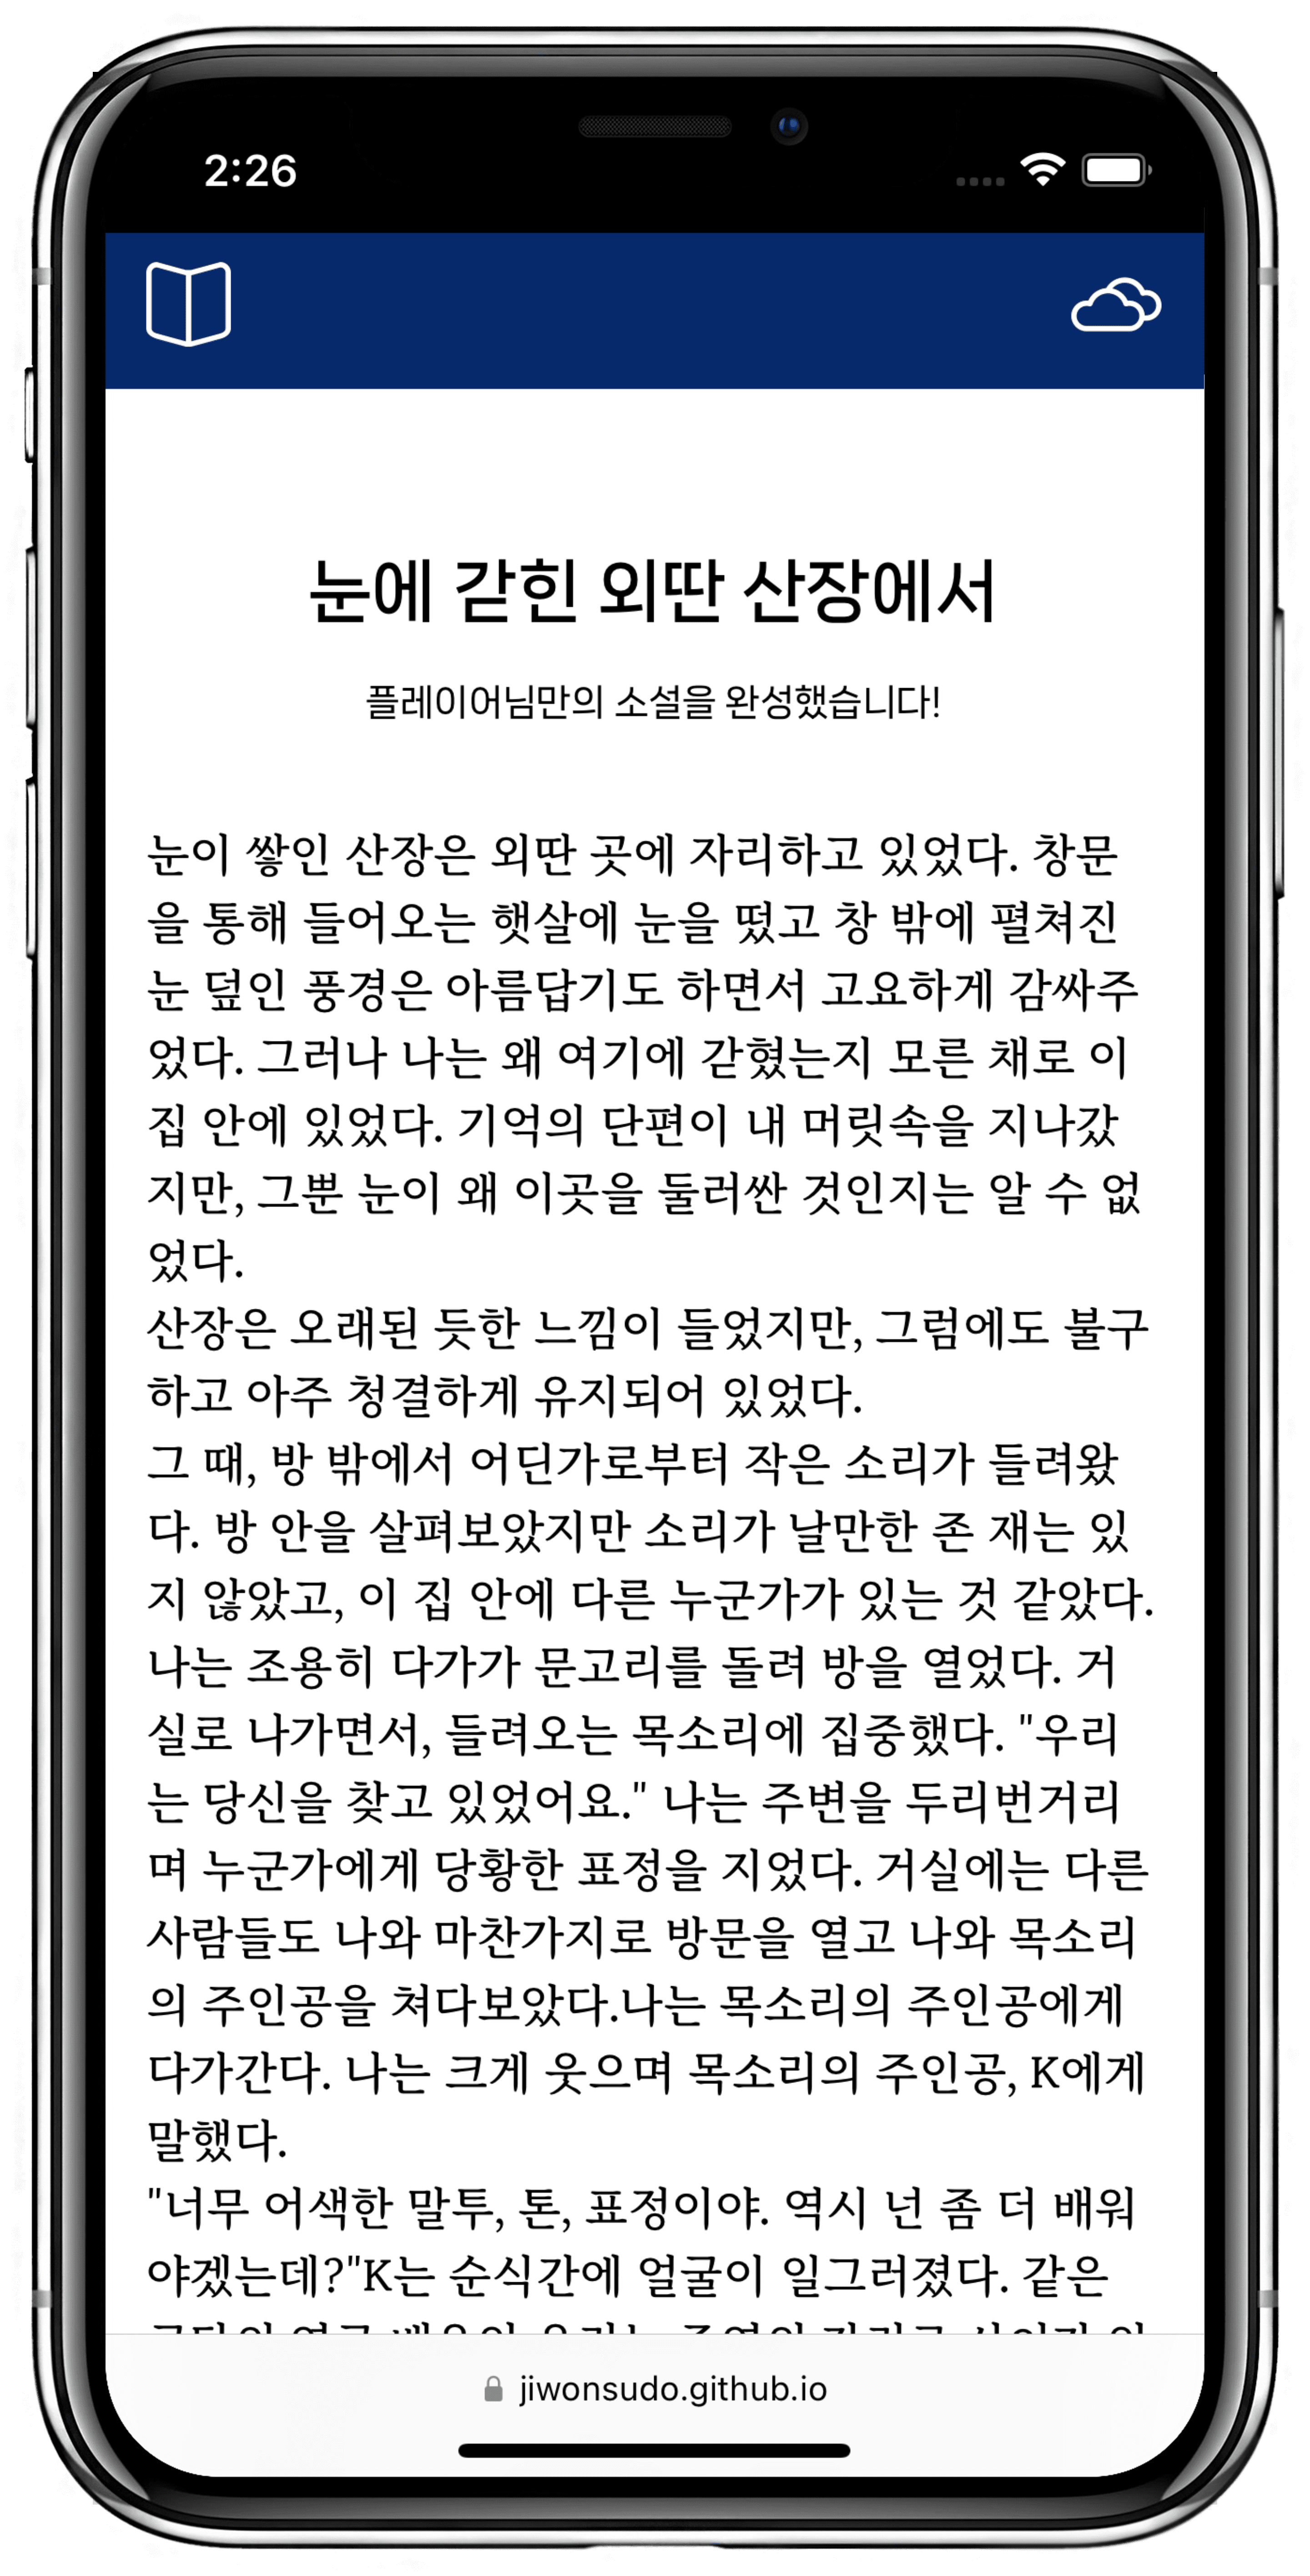 2:26
눈에 갇힌 외딴 산장에서
플레이어님만의 소설을 완성했습니다!
눈이 쌓인 산장은 외딴 곳에 자리하고 있었다. 창문
을 통해 들어오는 햇살에 눈을 떴고 창 밖에 펼쳐진
눈 덮인 풍경은 아름답기도 하면서 고요하게 감싸주
었다. 그러나 나는 왜 여기에 갇혔는지 모른 채로 이
집 안에 있었다. 기억의 단편이 내 머릿속을 지나갔
지만, 그뿐 눈이 왜 이곳을 둘러싼 것인지는 알 수 없
었다.
산장은 오래된 듯한 느낌이 들었지만, 그럼에도 불구
하고 아주 청결하게 유지되어 있었다.
그 때, 방 밖에서 어딘가로부터 작은 소리가 들려왔
다. 방 안을 살펴보았지만 소리가 날만한 존 재는 있
지 않았고, 이 집 안에 다른 누군가가 있는 것 같았다.
나는 조용히 다가가 문고리를 돌려 방을 열었다. 거
실로 나가면서, 들려오는 목소리에 집중했다. "우리
는 당신을 찾고 있었어요." 나는 주변을 두리번거리
며 누군가에게 당황한 표정을 지었다. 거실에는 다른
사람들도 나와 마찬가지로 방문을 열고 나와 목소리
의 주인공을 쳐다보았다.나는 목소리의 주인공에게
다가간다. 나는 크게 웃으며 목소리의 주인공, K에게
말했다.
"너무 어색한 말투, 톤, 표정이야. 역시 넌 좀 더 배워
야겠는데?"K는 순식간에 얼굴이 일그러졌다. 같은
jiwonsudo.github.io